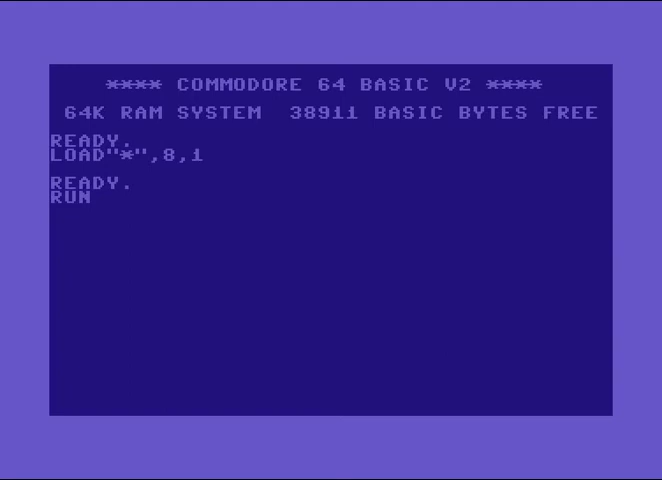 **** COMMODORE 64 BASIC V2 ****
64K RAM SYSTEM  38911 BASIC BYTES FREE
READY.
LOAD"*",8,1
READY.
RUN